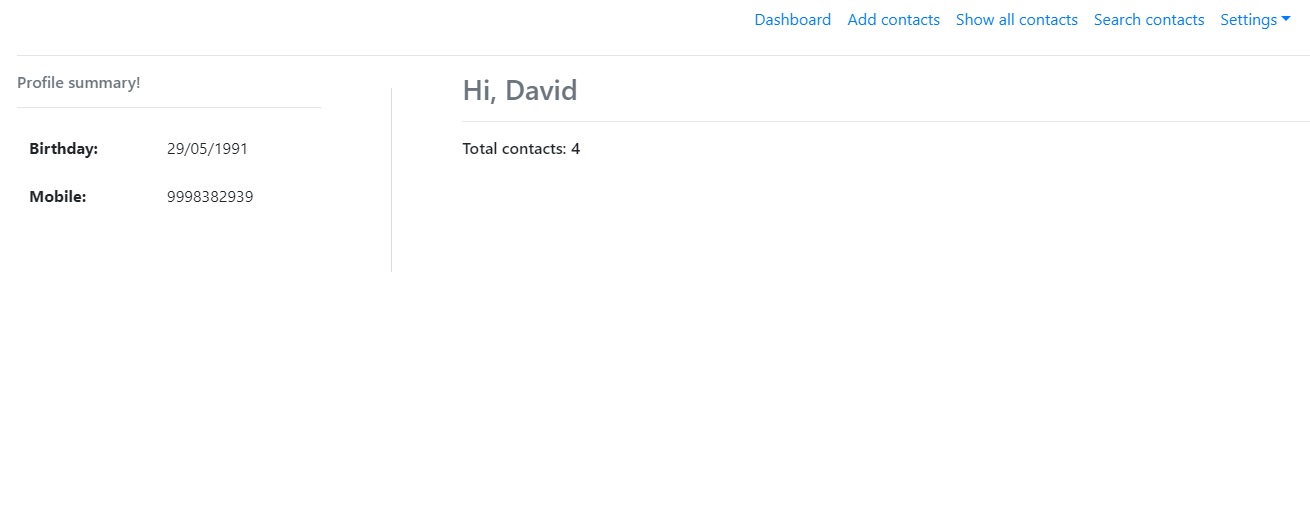 Dashboard Add contacts Show all contacts Search contacts Settings
Profile summary!
Birthday: 29/05/1991
Mobile: 9998382939
Hi, David
Total contacts: 4